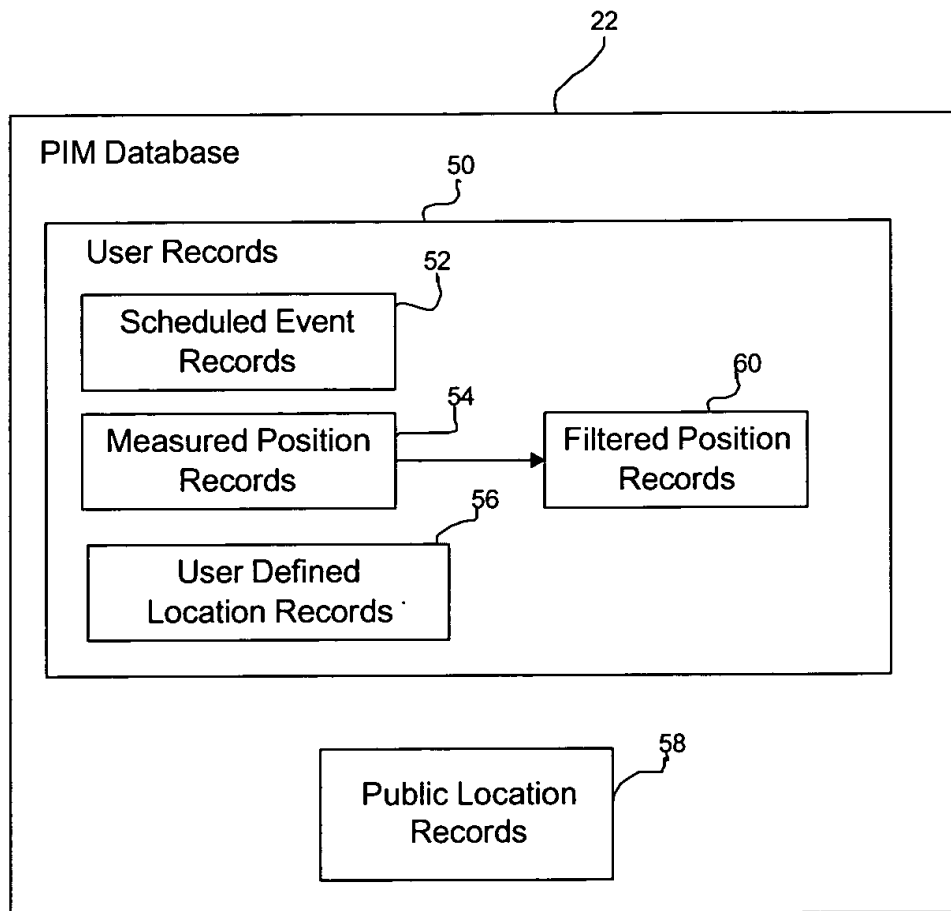 22
PIM Database
50
User Records
52
Scheduled Event
Records
54
Measured Position
Records
60
Filtered Position
Records
56
User Defined
Location Records
58
Public Location
Records